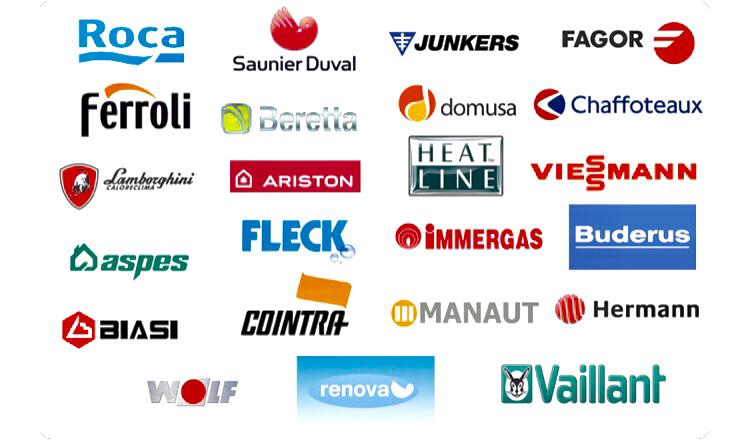 Roca
Saunier Duval
JUNKERS
FAGOR
Ferroli
Beretta
domusa
Chaffoteaux
Lamborghini
CALORECLIMA
ARISTON
HEAT
LINE
VIESSMANN
aspes
FLECK
IMMERGAS
Buderus
BIASI
COINTRA
MANAUT
Hermann
WOLF
renova
Vaillant